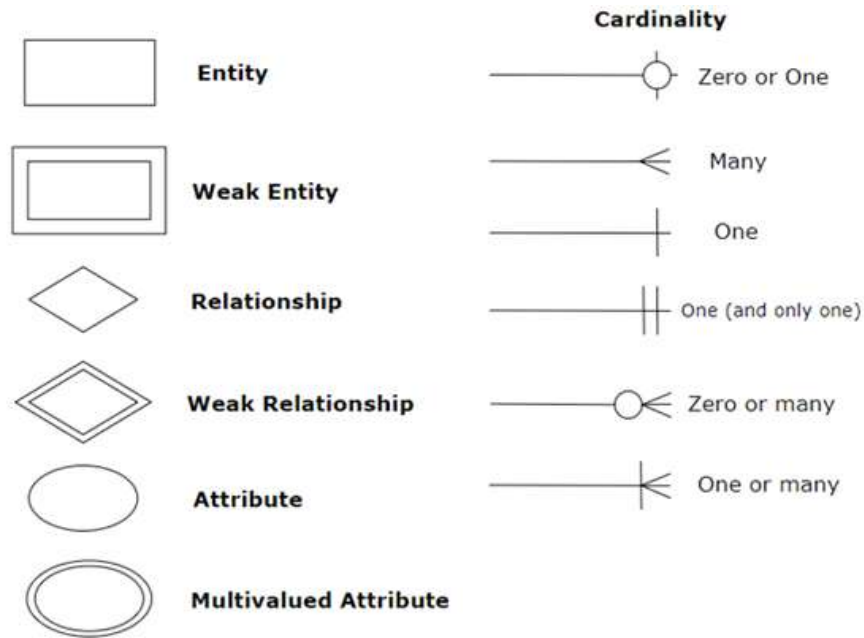 Cardinality
Entity
Zero or One
Many
Weak Entity
One
Relationship
One (and only one)
Weak Relationship
Zero or many
Attribute
One or many
Multivalued Attribute